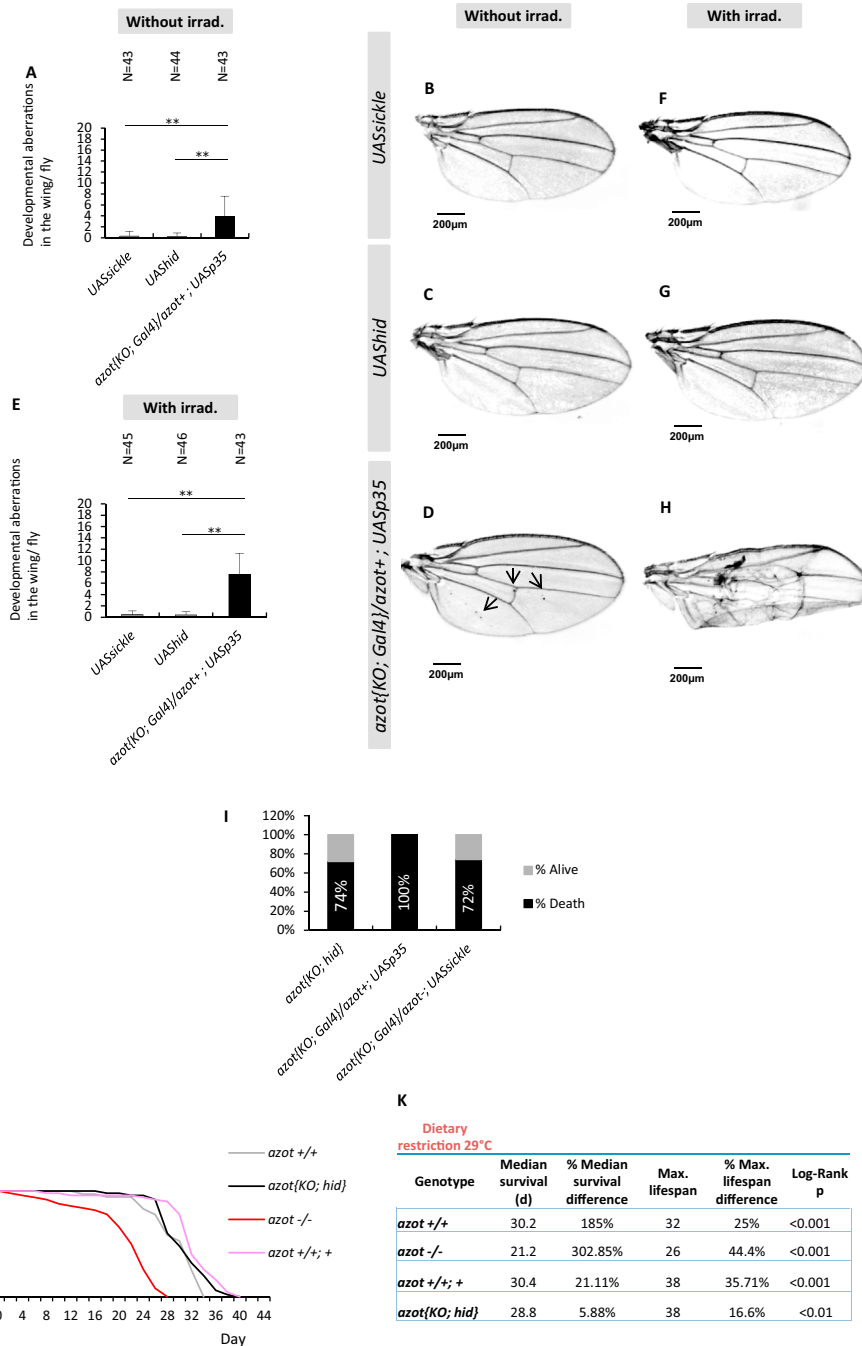 Without irrad.
A
N=43
N=44
N=43
Developmental aberrations
in the wing/ fly
20
18
16
14
12
10
8
6
4
2
0
**
**
UASsickle
UAShid
azot{KO; Gal4}/azot+ ; UASp35
E
With irrad.
N=45
N=46
N=43
Developmental aberrations
in the wing/ fly
20
18
16
14
12
10
8
6
4
2
0
**
**
UASsickle
UAShid
azot{KO; Gal4}/azot+ ; UASp35
Without irrad.
With irrad.
UASsickle
B
200µm
F
200µm
UAShid
C
200µm
G
200µm
azot{KO; Gal4}/azot+ ; UASp35
D
200µm
H
200µm
I
120%
100%
80%
60%
40%
20%
0%
74%
100%
72%
% Alive
% Death
azot{KO; hid}
azot{KO; Gal4}/azot+; UASp35
azot{KO; Gal4}/azot-; UASsickle
azot +/+
azot{KO; hid}
azot -/-
azot +/+; +
0 4 8 12 16 20 24 28 32 36 40 44
Day
K
Dietary
restriction 29°C
Genotype Median survival (d) % Median survival difference Max. lifespan % Max. lifespan difference Log-Rank p
azot +/+ 30.2 185% 32 25% <0.001
azot -/- 21.2 302.85% 26 44.4% <0.001
azot +/+; + 30.4 21.11% 38 35.71% <0.001
azot{KO; hid} 28.8 5.88% 38 16.6% <0.01